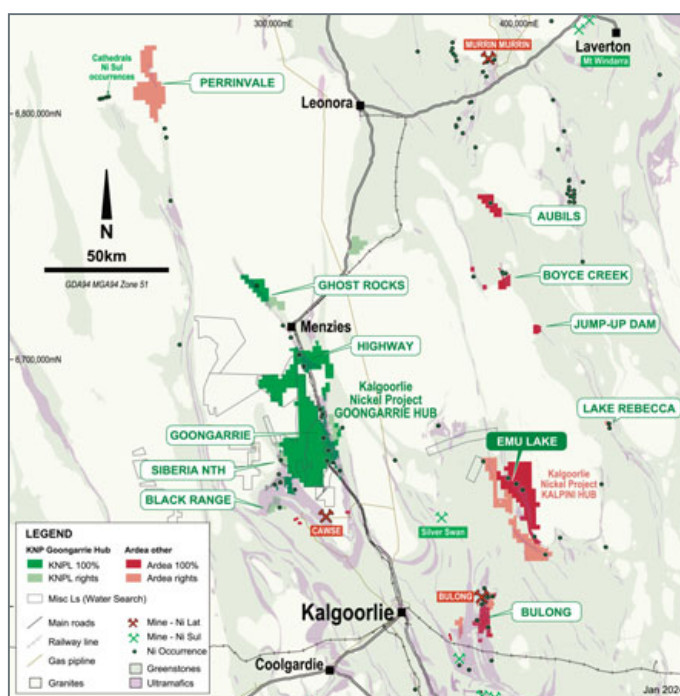 300,000mE
400,000mE
Cathedrals
Ni Sul
occurrences
PERRINVALE
MURRIN MURRIN
Laverton
Mt Windarra
Leonora
6,800,000mN
N
50km
GDA94 MGA94 Zone 51
AUBILS
BOYCE CREEK
GHOST ROCKS
JUMP-UP DAM
Menzies
6,700,000mN
HIGHWAY
Kalgoorlie
Nickel Project
GOONGARRIE HUB
LAKE REBECCA
GOONGARRIE
EMU LAKE
SIBERIA NTH
Kalgoorlie
Nickel Project
KALPINI HUB
BLACK RANGE
CAWSE
Silver Swan
LEGEND
KNP Goongarrie Hub
Ardea other
KNPL 100%
Ardea 100%
KNPL rights
Ardea rights
Misc Ls (Water Search)
Main roads
Mine - Ni Lat
Railway line
Mine - Ni Sul
Gas pipline
Ni Occurrence
Greenstones
Granites
Ultramafics
BULONG
BULONG
Kalgoorlie
Coolgardie